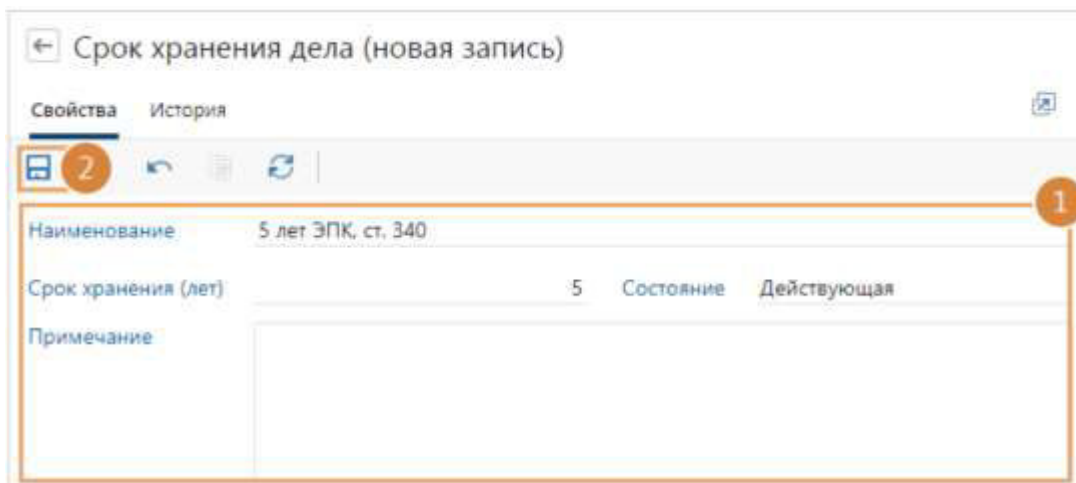 Срок хранения дела (новая запись)
Свойства История
2
1
Наименование 5 лет ЭПК, ст. 340
Срок хранения (лет) 5 Состояние Действующая
Примечание